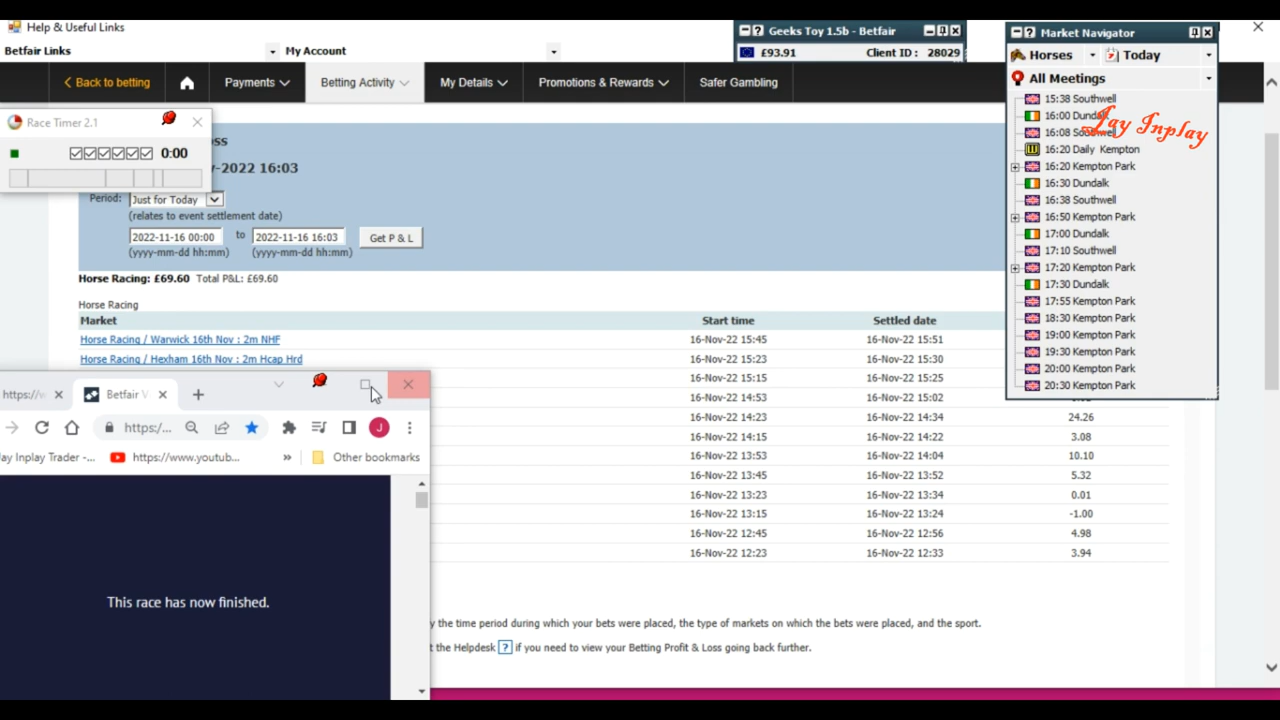 Help & Useful Links
Betfair Links
My Account
Geeks Toy 1.5b - Betfair
£93.91 Client ID : 28029
Market Navigator
Horses Today
All Meetings
15:38 Southwell
16:00
16:08
Jay Inplay
16:20 Daily Kempton
16:20 Kempton Park
16:30 Dundalk
16:38 Southwell
16:50 Kempton Park
17:00 Dundalk
17:10 Southwell
17:20 Kempton Park
17:30 Dundalk
17:55 Kempton Park
18:30 Kempton Park
19:00 Kempton Park
19:30 Kempton Park
20:00 Kempton Park
20:30 Kempton Park
Back to betting
Payments
Betting Activity
My Details
Promotions & Rewards
Safer Gambling
Race Timer 2.1
0:00
oss
-2022 16:03
Period: Just for Today
(relates to event settlement date)
2022-11-16 00:00 to 2022-11-16 16:03 Get P & L
(yyyy-mm-dd hh:mm) (yyyy-mm-dd hh:mm)
Horse Racing: £69.60 Total P&L: £69.60
Horse Racing
Market Start time Settled date
Horse Racing / Warwick 16th Nov : 2m NHF 16-Nov-22 15:45 16-Nov-22 15:51
Horse Racing / Hexham 16th Nov : 2m Hcap Hrd 16-Nov-22 15:23 16-Nov-22 15:30
16-Nov-22 15:15 16-Nov-22 15:25
16-Nov-22 14:53 16-Nov-22 15:02
16-Nov-22 14:23 16-Nov-22 14:34 24.26
16-Nov-22 14:15 16-Nov-22 14:22 3.08
16-Nov-22 13:53 16-Nov-22 14:04 10.10
16-Nov-22 13:45 16-Nov-22 13:52 5.32
16-Nov-22 13:23 16-Nov-22 13:34 0.01
16-Nov-22 13:15 16-Nov-22 13:24 -1.00
16-Nov-22 12:45 16-Nov-22 12:56 4.98
16-Nov-22 12:23 16-Nov-22 12:33 3.94
y the time period during which your bets were placed, the type of markets on which the bets were placed, and the sport.
t the Helpdesk ? if you need to view your Betting Profit & Loss going back further.
https://w
Betfair V
https:/...
J
ay Inplay Trader -...
https://www.youtub...
»
Other bookmarks
This race has now finished.